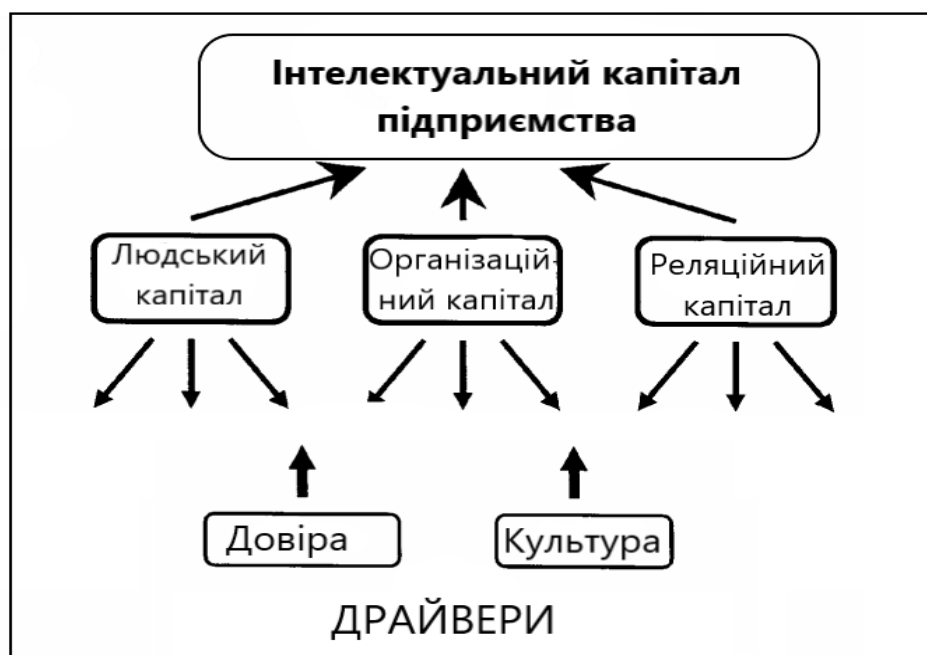 Інтелектуальний капітал
підприємства
Людський
капітал
Організацій-
ний капітал
Реляційний
капітал
Довіра
Культура
ДРАЙВЕРИ